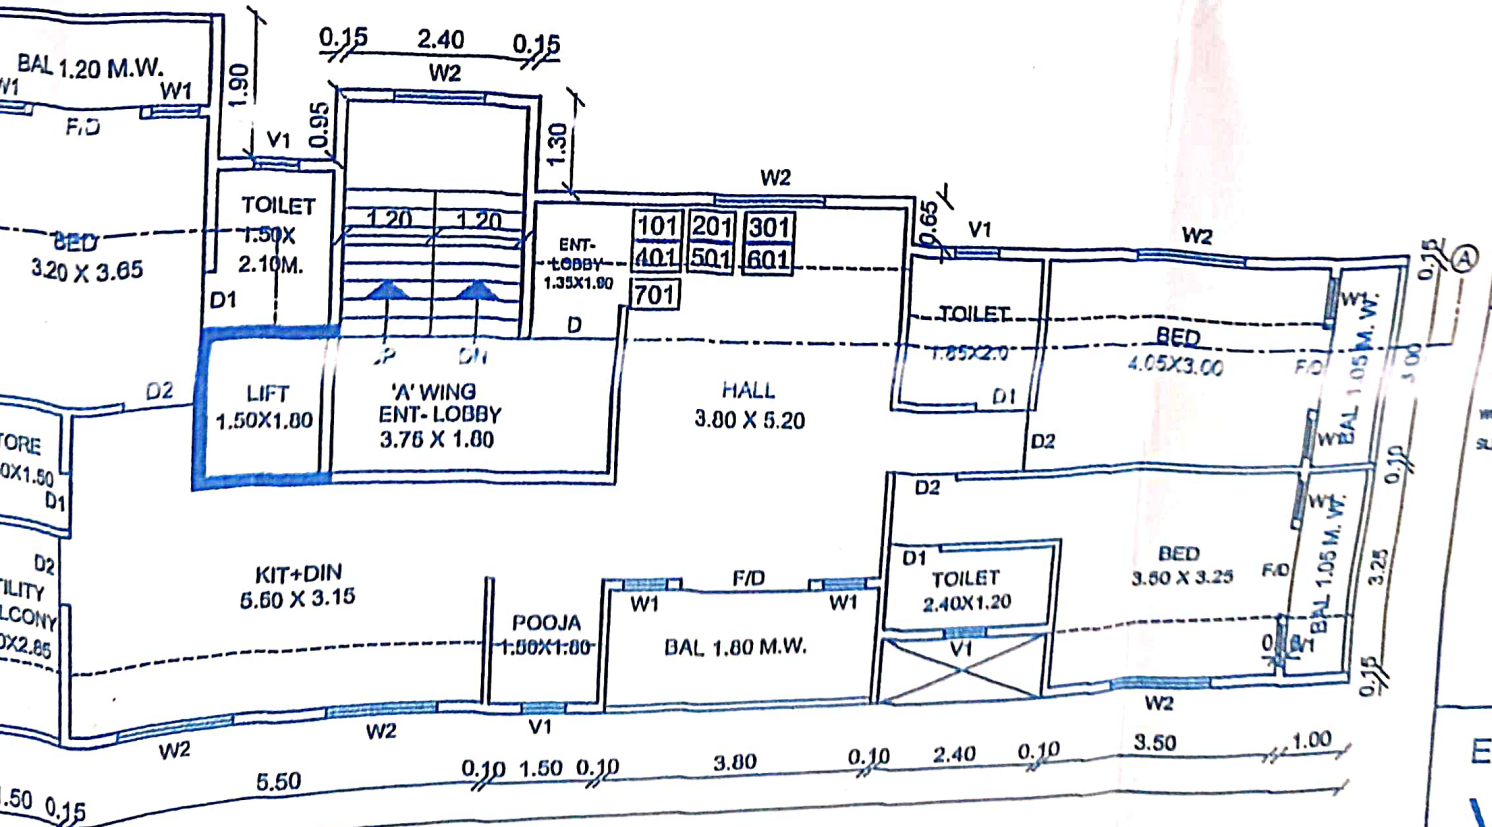 0.15 2.40 0.15
W2
BAL 1.20 M.W.
W1
W1
F/D
1.90
0.95
V1
1.30
W2
TOILET
1.50X
2.10M.
D1
BED
3.20 X 3.65
1.20 1.20
DN
ENT-
LOBBY
1.35X1.80
D
101 201 301
401 501 601
701
0.65
V1
W2
0.15
A
TOILET
1.85X2.0
D1
BED
4.05X3.00
F/D
BAL 1.05 M. W.
3.00
0.10
D2
LIFT
1.50X1.80
'A' WING
ENT- LOBBY
3.75 X 1.80
HALL
3.80 X 5.20
D2
D2
D1
D2
KIT+DIN
5.60 X 3.15
POOJA
1.50X1.80
W1
F/D
W1
BAL 1.80 M.W.
D1
TOILET
2.40X1.20
V1
BED
3.50 X 3.25
F/D
BAL 1.05 M. W.
3.25
0.15
W2
W2
V1
W2
0.15
5.50
0.10 1.50 0.10
3.80
0.10
2.40
0.10
3.50
1.00